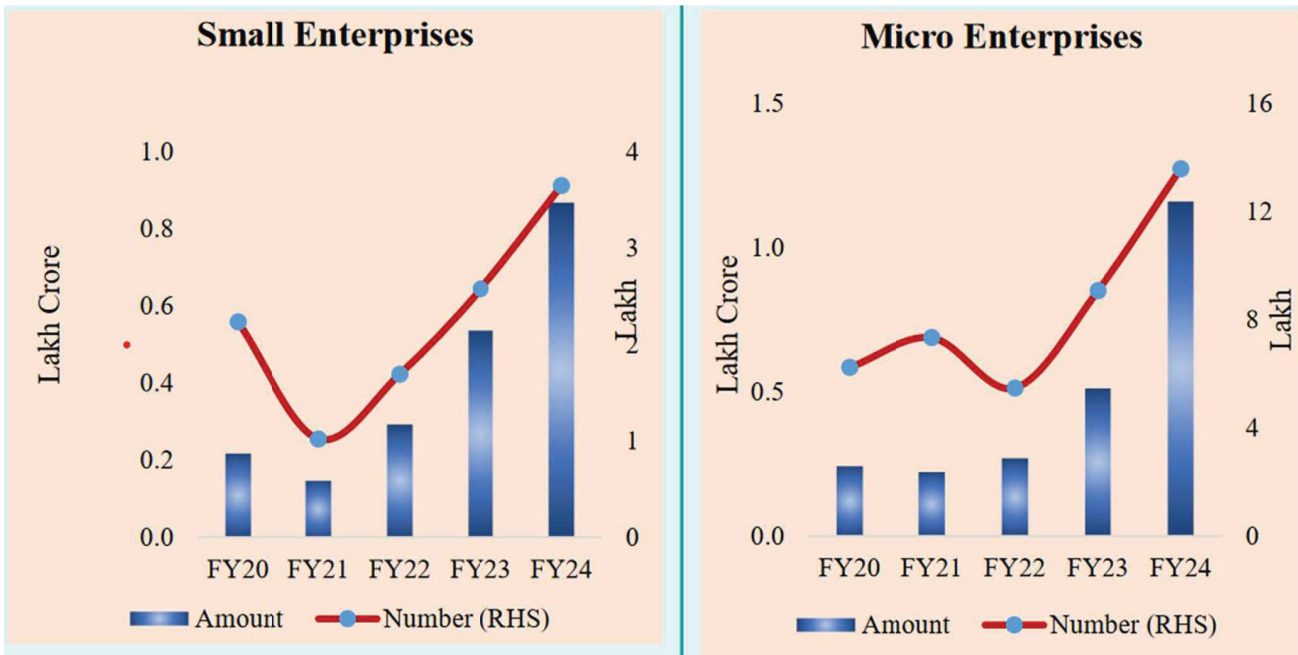 Small Enterprises
1.0
0.8
0.6
0.4
0.2
0.0
Lakh Crore
4
3
2
1
0
Lakh
FY20 FY21 FY22 FY23 FY24
Amount Number (RHS)
Micro Enterprises
1.5
1.0
0.5
0.0
Lakh Crore
16
12
8
4
0
Lakh
FY20 FY21 FY22 FY23 FY24
Amount Number (RHS)